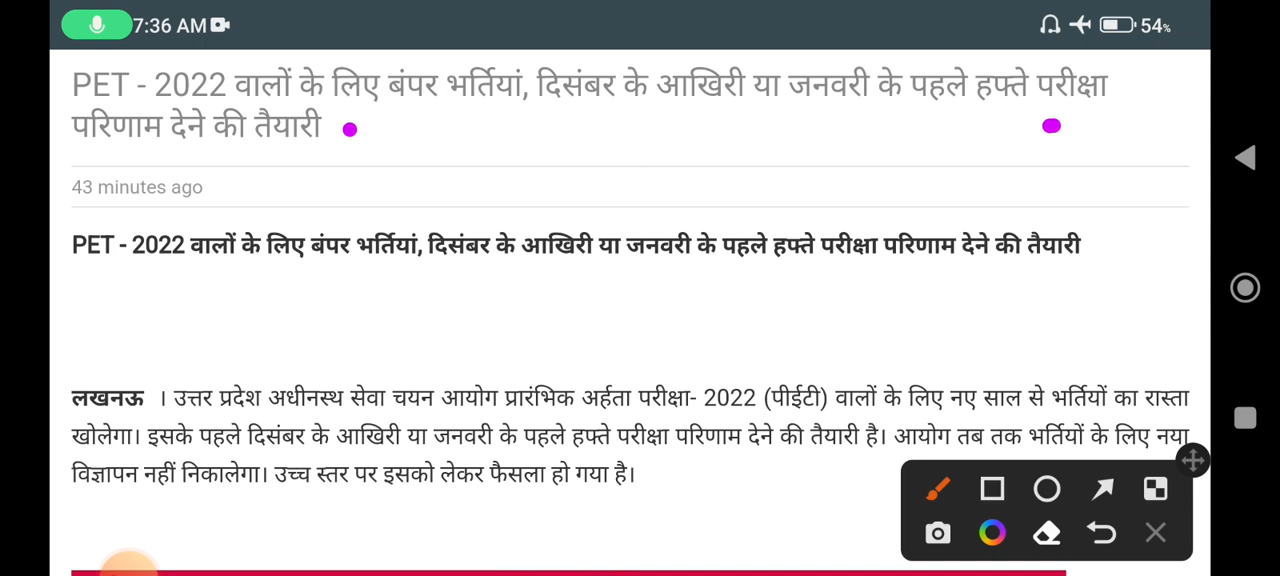 7:36 AM
54%
PET - 2022 वालों के लिए बंपर भर्तियां, दिसंबर के आखिरी या जनवरी के पहले हफ्ते परीक्षा
परिणाम देने की तैयारी
43 minutes ago
PET - 2022 वालों के लिए बंपर भर्तियां, दिसंबर के आखिरी या जनवरी के पहले हफ्ते परीक्षा परिणाम देने की तैयारी
लखनऊ । उत्तर प्रदेश अधीनस्थ सेवा चयन आयोग प्रारंभिक अर्हता परीक्षा- 2022 (पीईटी) वालों के लिए नए साल से भर्तियों का रास्ता
खोलेगा। इसके पहले दिसंबर के आखिरी या जनवरी के पहले हफ्ते परीक्षा परिणाम देने की तैयारी है। आयोग तब तक भर्तियों के लिए नया
विज्ञापन नहीं निकालेगा। उच्च स्तर पर इसको लेकर फैसला हो गया है।